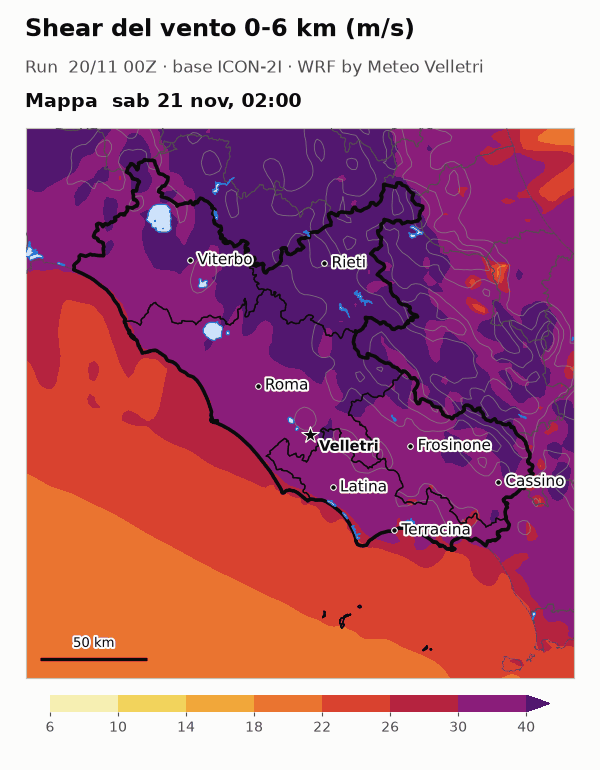 Shear del vento 0-6 km (m/s)
Run  20/11 00Z · base ICON-2I · WRF by Meteo Velletri
Mappa  sab 21 nov, 02:00
Viterbo
Rieti
Roma
Velletri
Frosinone
Cassino
Latina
Terracina
50 km
6 10 14 18 22 26 30 40